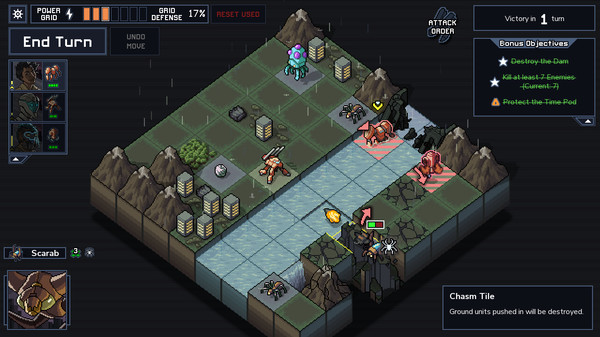 POWER GRID
GRID DEFENSE 17%
RESET USED
End Turn
UNDO MOVE
ATTACK ORDER
Victory in 1 turn
Bonus Objectives
Destroy the Dam
Kill at least 7 Enemies
(Current: 7)
Protect the Time Pod
Scarab
3
Chasm Tile
Ground units pushed in will be destroyed.